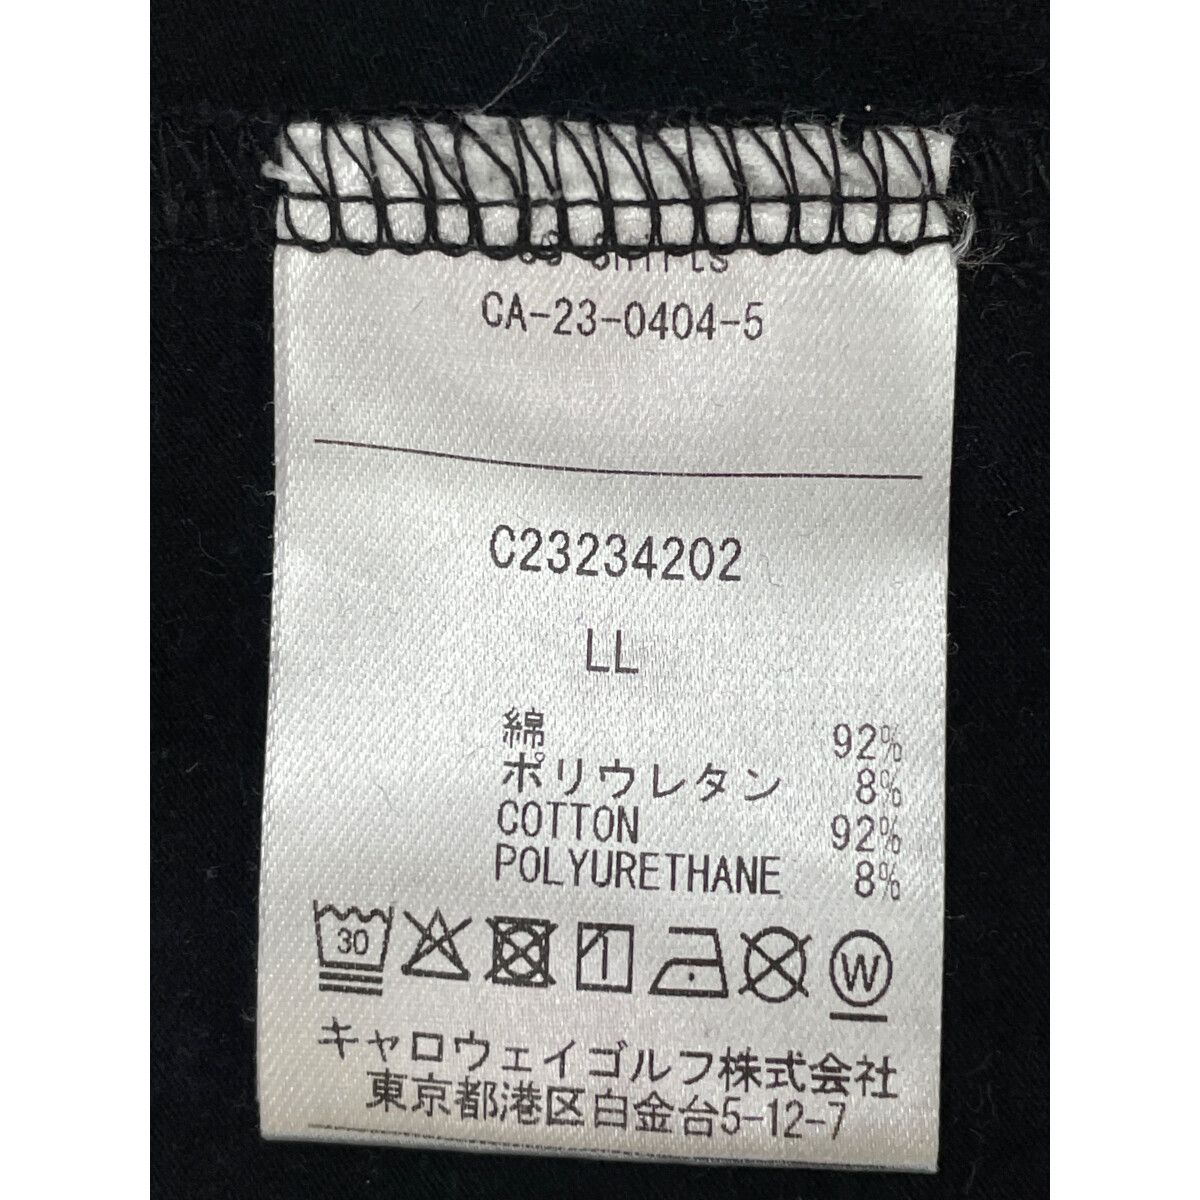 CA-23-0404-5
C23234202
LL
綿 92%
ポリウレタン 8%
COTTON 92%
POLYURETHANE 8%
30
W
キャロウェイゴルフ株式会社
東京都港区白金台5-12-7